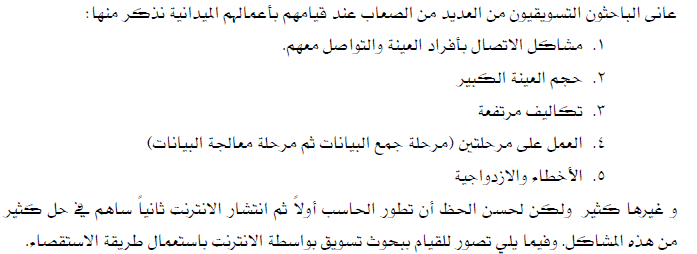 عانى الباحثون التسويقيون من العديد من الصعاب عند قيامهم بأعمالهم الميدانية نذكر منها:
١. مشاكل الاتصال بأفراد العينة والتواصل معهم.
٢. حجم العينة الكبير
٣. تكاليف مرتفعة
٤. العمل على مرحلتين (مرحلة جمع البيانات ثم مرحلة معالجة البيانات)
٥. الأخطاء والازدواجية
و غيرها كثير ولكن لحسن الحظ أن تطور الحاسب أولاً ثم انتشار الانترنت ثانياً ساهم في حل كثير
من هذه المشاكل. وفيما يلي تصور للقيام ببحوث تسويق بواسطة الانترنت باستعمال طريقة الاستقصاء.